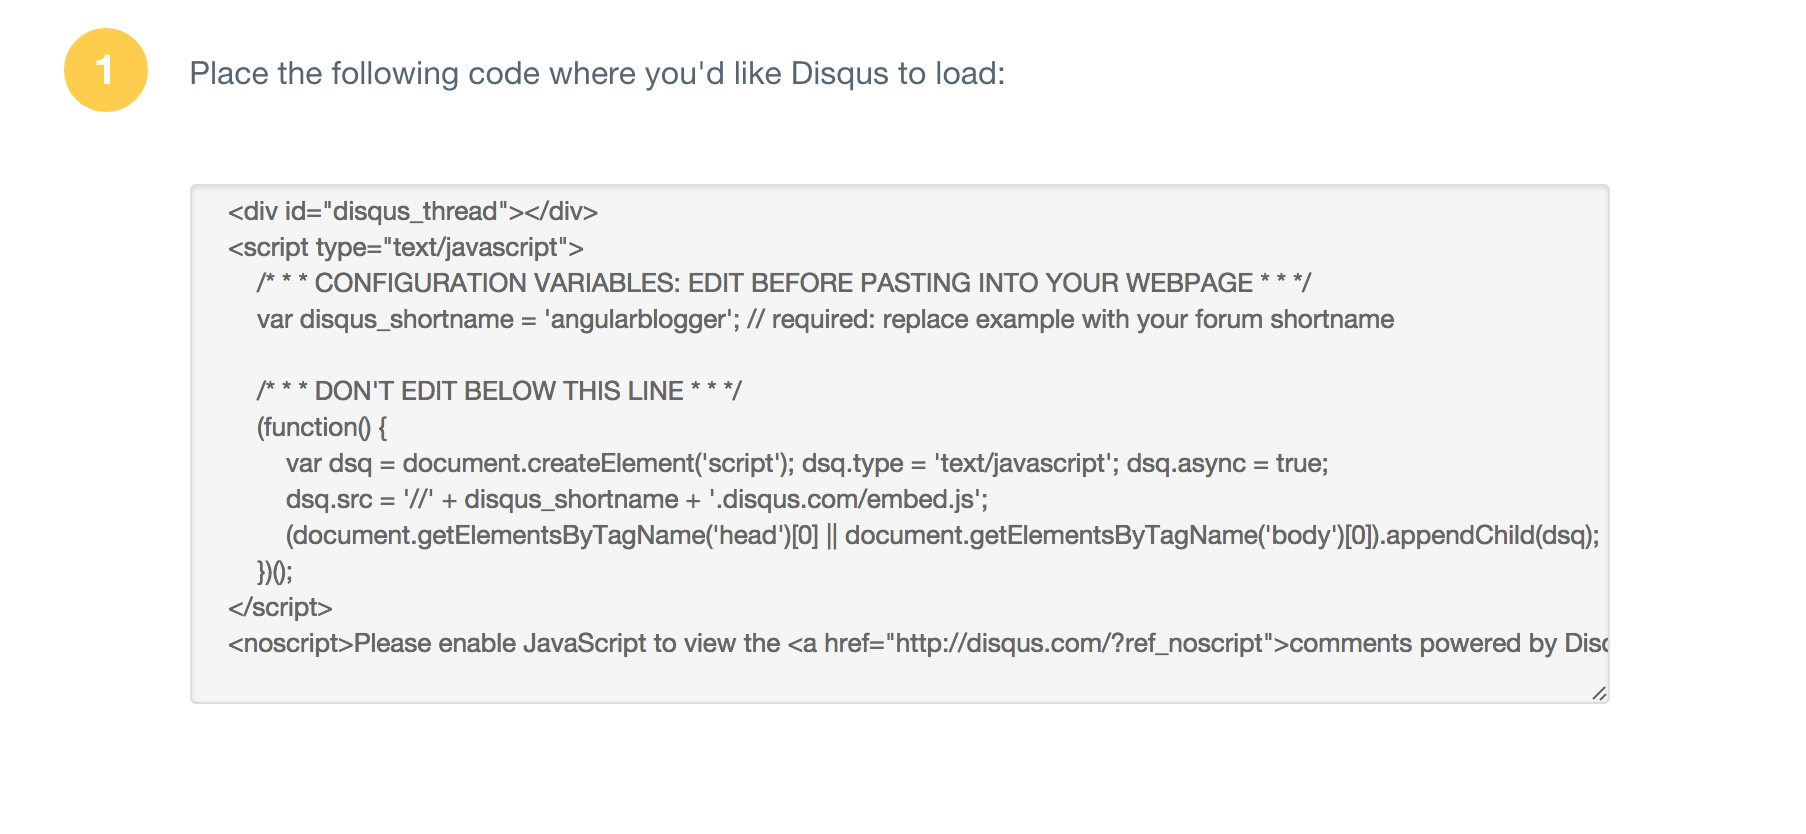 1
Place the following code where you'd like Disqus to load:
<div id="disqus_thread"></div>
<script type="text/javascript">
/* * * CONFIGURATION VARIABLES: EDIT BEFORE PASTING INTO YOUR WEBPAGE * * */
var disqus_shortname = 'angularblogger'; // required: replace example with your forum shortname
/* * * DON'T EDIT BELOW THIS LINE * * */
(function() {
var dsq = document.createElement('script'); dsq.type = 'text/javascript'; dsq.async = true;
dsq.src = '//' + disqus_shortname + '.disqus.com/embed.js';
(document.getElementsByTagName('head')[0] || document.getElementsByTagName('body')[0]).appendChild(dsq);
})();
</script>
<noscript>Please enable JavaScript to view the <a href="http://disqus.com/?ref_noscript">comments powered by